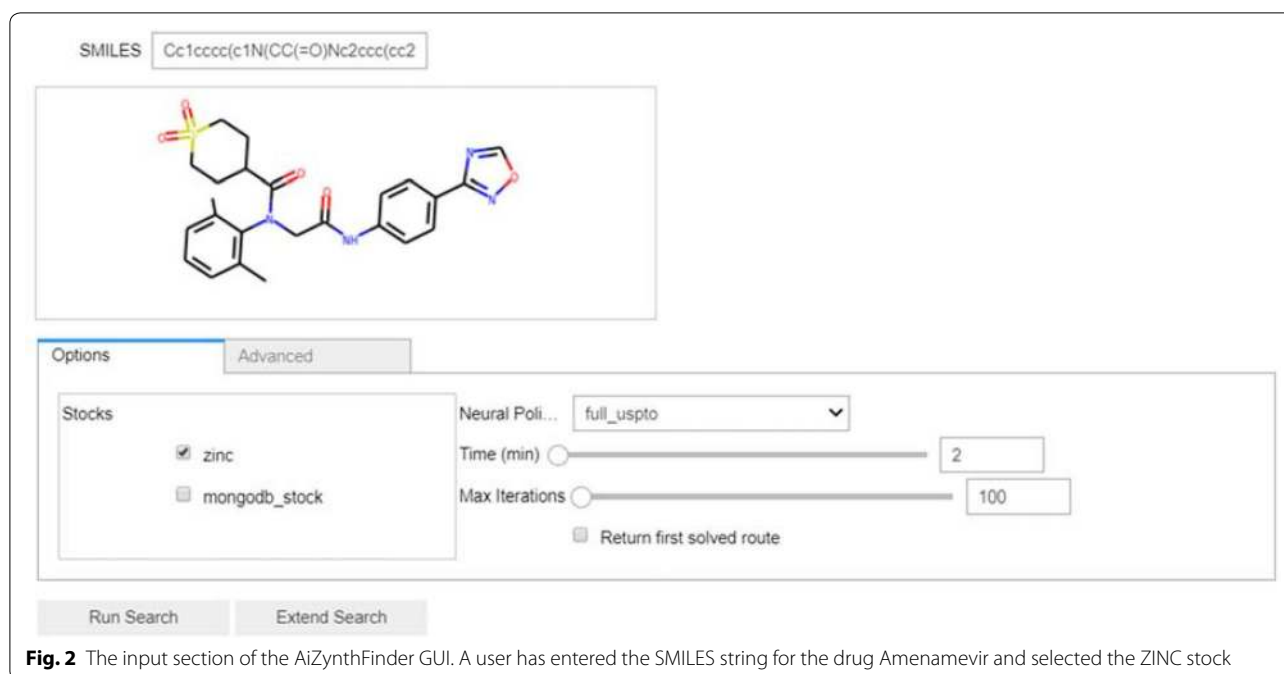 SMILES Cc1cccc(c1N(CC(=O)Nc2ccc(cc2
O
O
S
O
O
N
NH
N
O
N
Options Advanced
Stocks
zinc
mongodb_stock
Neural Poli... full_uspto
Time (min) 2
Max Iterations 100
Return first solved route
Run Search Extend Search
Fig. 2 The input section of the AiZynthFinder GUI. A user has entered the SMILES string for the drug Amenamevir and selected the ZINC stock